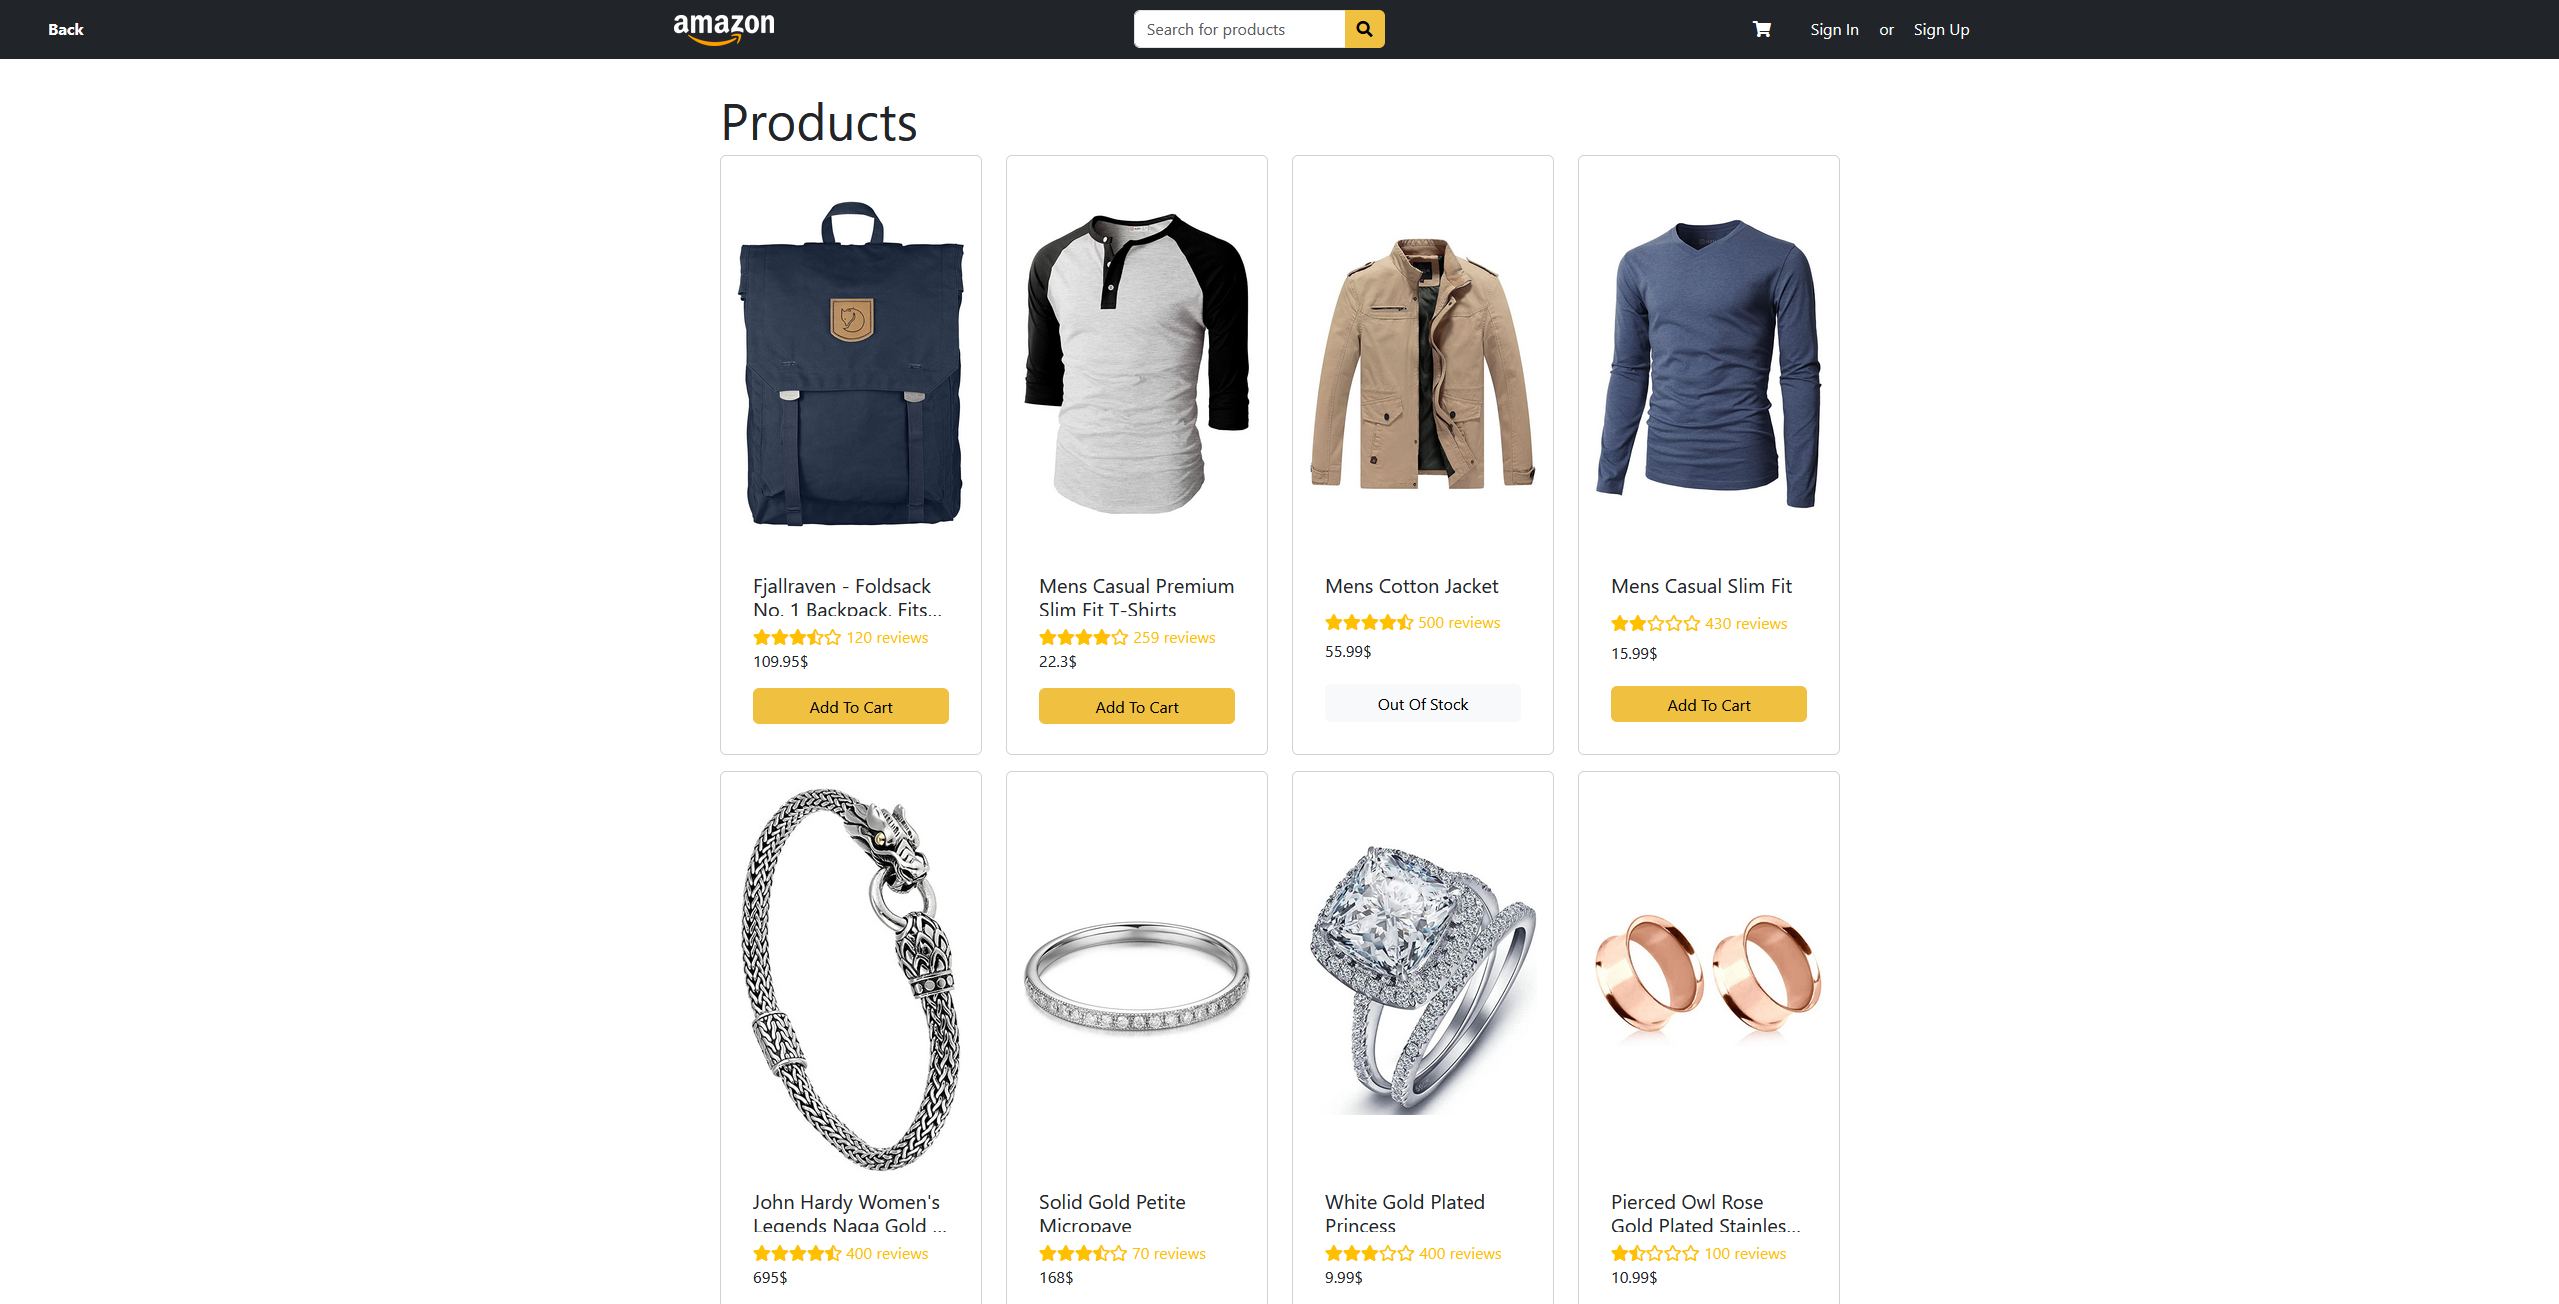 Back
amazon
Search for products
Sign In or Sign Up
Products
Fjallraven - Foldsack
No. 1 Backpack, Fits...
120 reviews
109.95$
Add To Cart
Mens Casual Premium
Slim Fit T-Shirts
259 reviews
22.3$
Add To Cart
Mens Cotton Jacket
500 reviews
55.99$
Out Of Stock
Mens Casual Slim Fit
430 reviews
15.99$
Add To Cart
John Hardy Women's
Legends Naga Gold ...
400 reviews
695$
Solid Gold Petite
Micropave
70 reviews
168$
White Gold Plated
Princess
400 reviews
9.99$
Pierced Owl Rose
Gold Plated Stainles...
100 reviews
10.99$